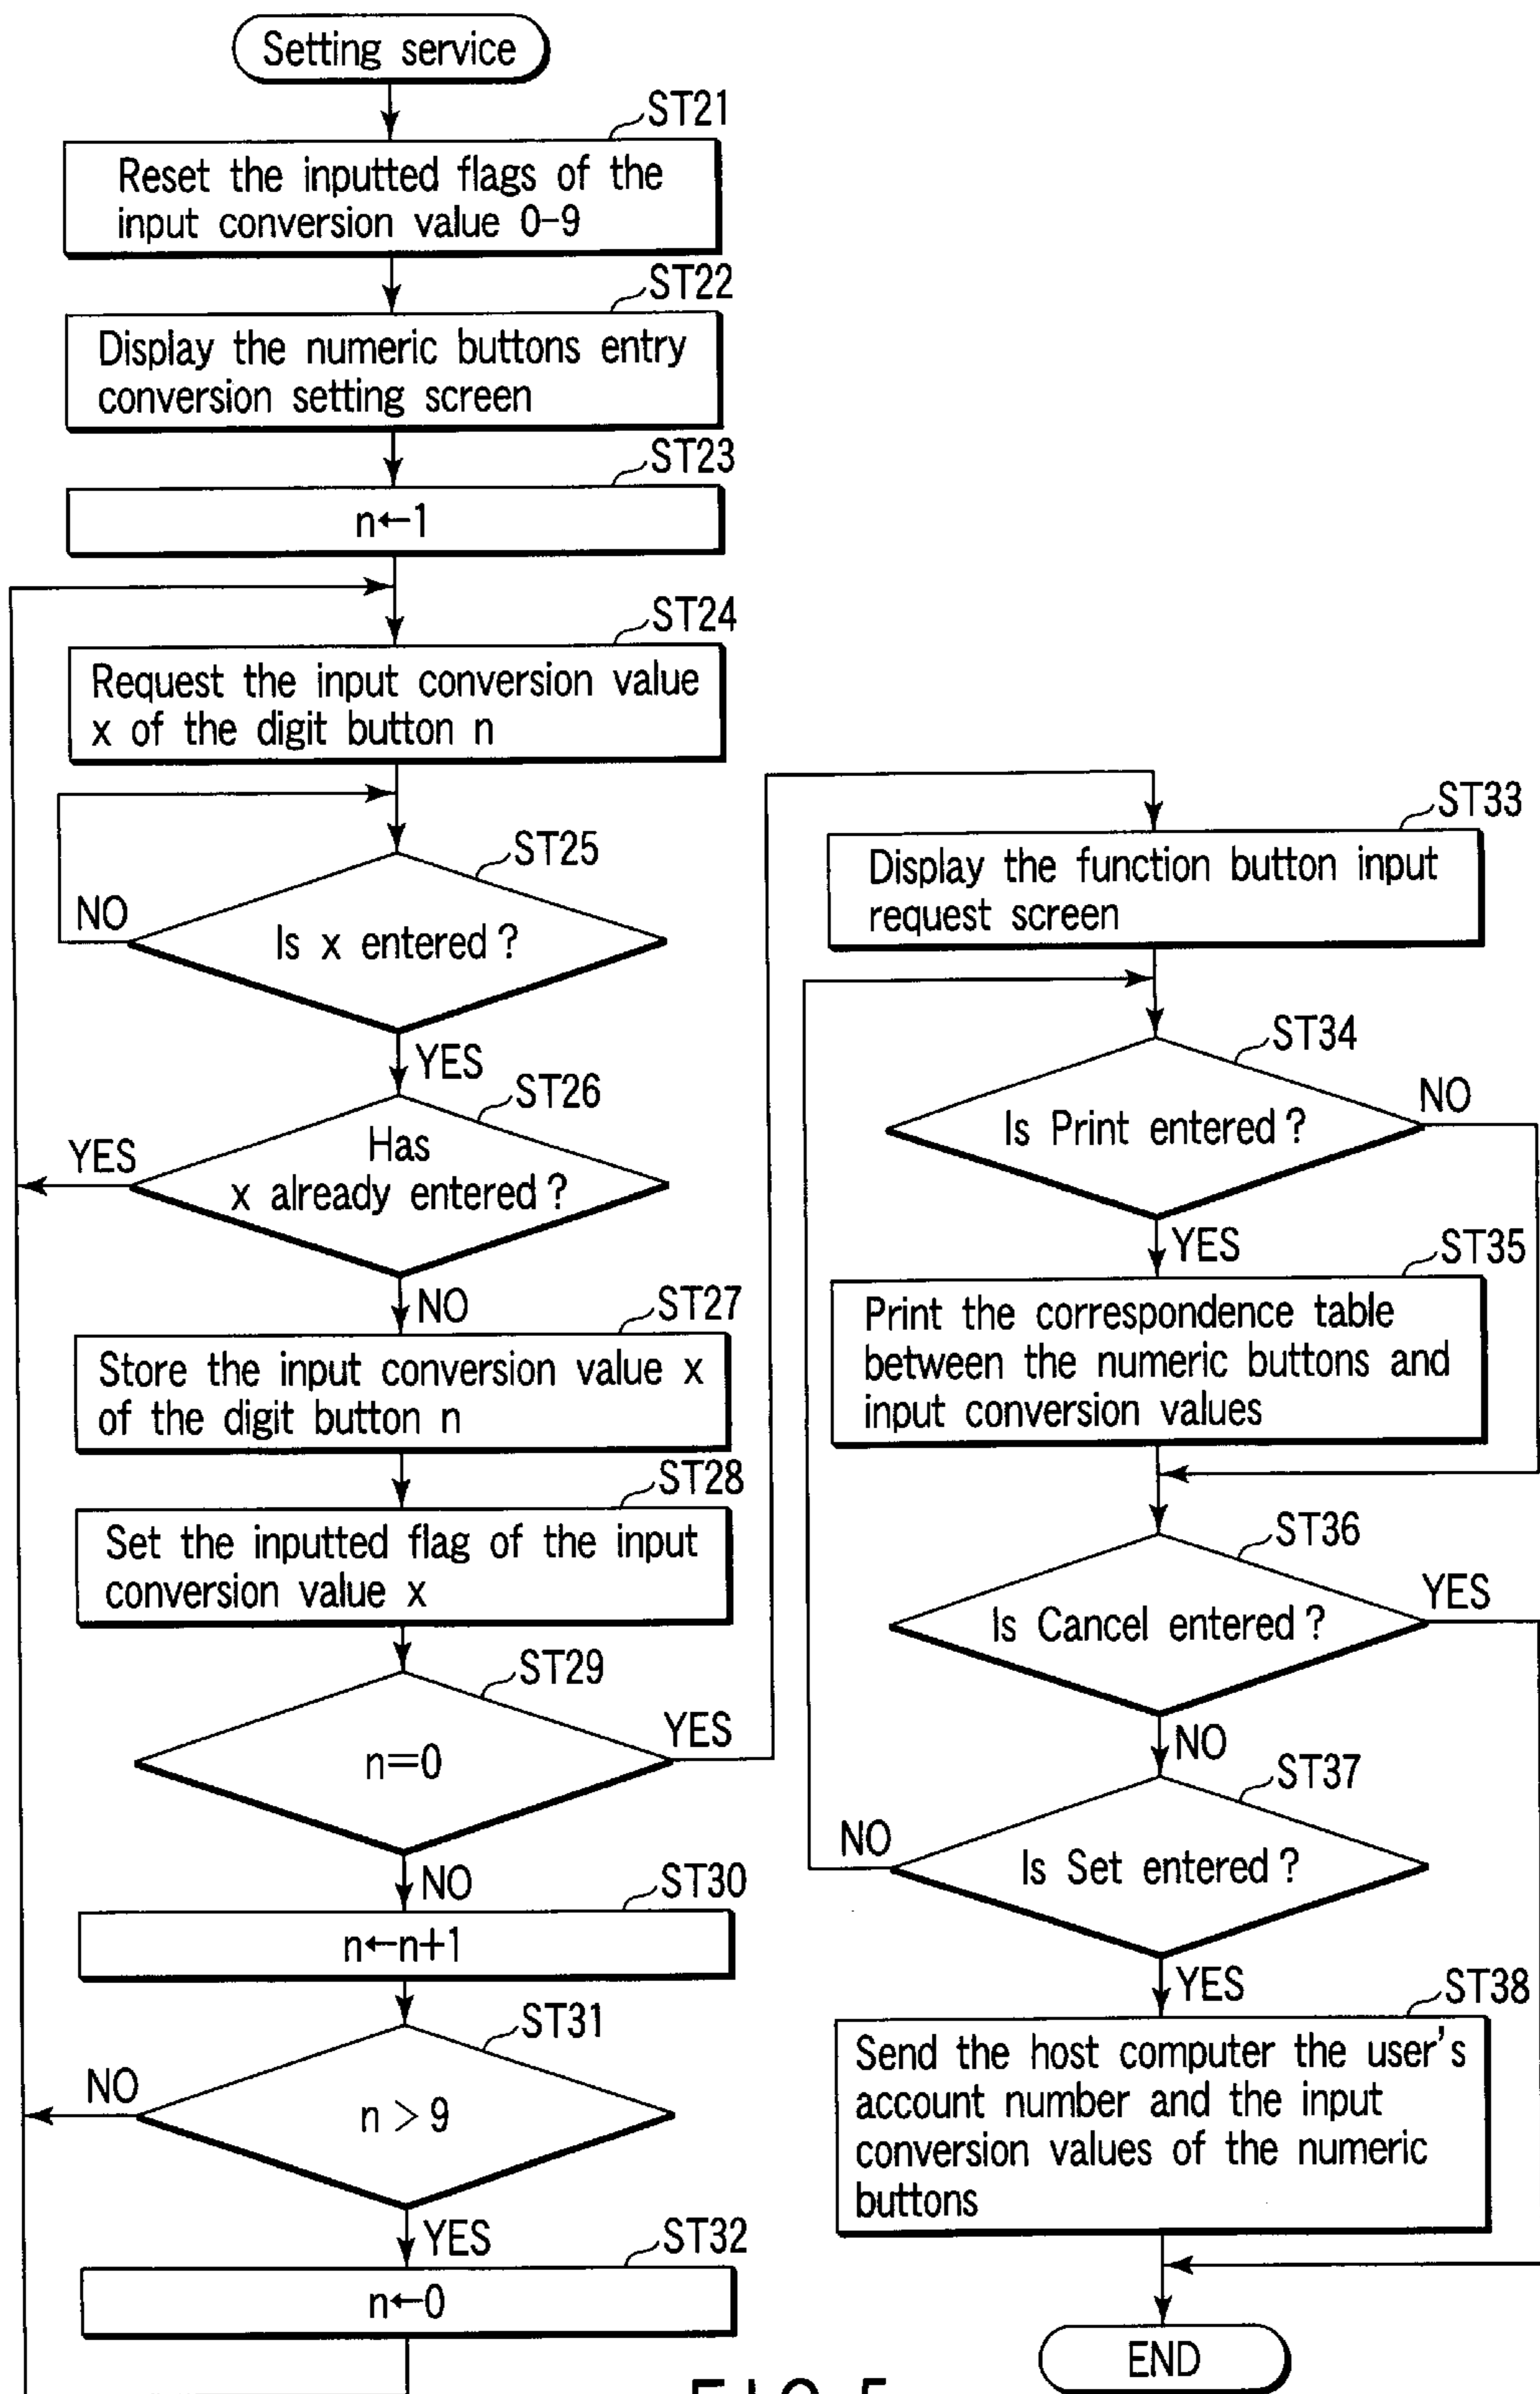 Setting service
ST21
Reset the inputted flags of the
input conversion value 0-9
ST22
Display the numeric buttons entry
conversion setting screen
ST23
n←1
ST24
Request the input conversion value
x of the digit button n
ST25
Is x entered?
NO
YES
ST26
Has
x already entered?
YES
NO
ST27
Store the input conversion value x
of the digit button n
ST28
Set the inputted flag of the input
conversion value x
ST29
n=0
YES
NO
ST30
n←n+1
ST31
n > 9
NO
YES
ST32
n←0
ST33
Display the function button input
request screen
ST34
Is Print entered?
NO
YES
ST35
Print the correspondence table
between the numeric buttons and
input conversion values
ST36
Is Cancel entered?
YES
NO
ST37
Is Set entered?
NO
YES
ST38
Send the host computer the user's
account number and the input
conversion values of the numeric
buttons
END